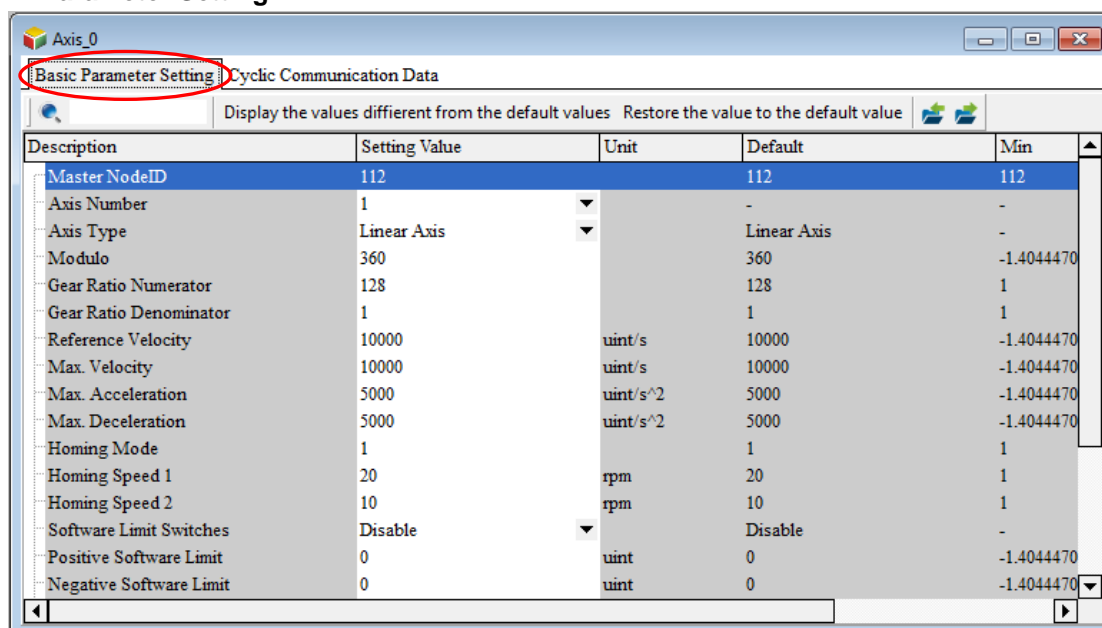 Axis_0
Basic Parameter Setting Cyclic Communication Data
Display the values diffierent from the default values Restore the value to the default value
Description Setting Value Unit Default Min
Master NodeID 112 112 112
Axis Number 1 - -
Axis Type Linear Axis Linear Axis -
Modulo 360 360 -1.4044470
Gear Ratio Numerator 128 128 1
Gear Ratio Denominator 1 1 1
Reference Velocity 10000 uint/s 10000 -1.4044470
Max. Velocity 10000 uint/s 10000 -1.4044470
Max. Acceleration 5000 uint/s^2 5000 -1.4044470
Max. Deceleration 5000 uint/s^2 5000 -1.4044470
Homing Mode 1 1 1
Homing Speed 1 20 rpm 20 1
Homing Speed 2 10 rpm 10 1
Software Limit Switches Disable Disable -
Positive Software Limit 0 uint 0 -1.4044470
Negative Software Limit 0 uint 0 -1.4044470